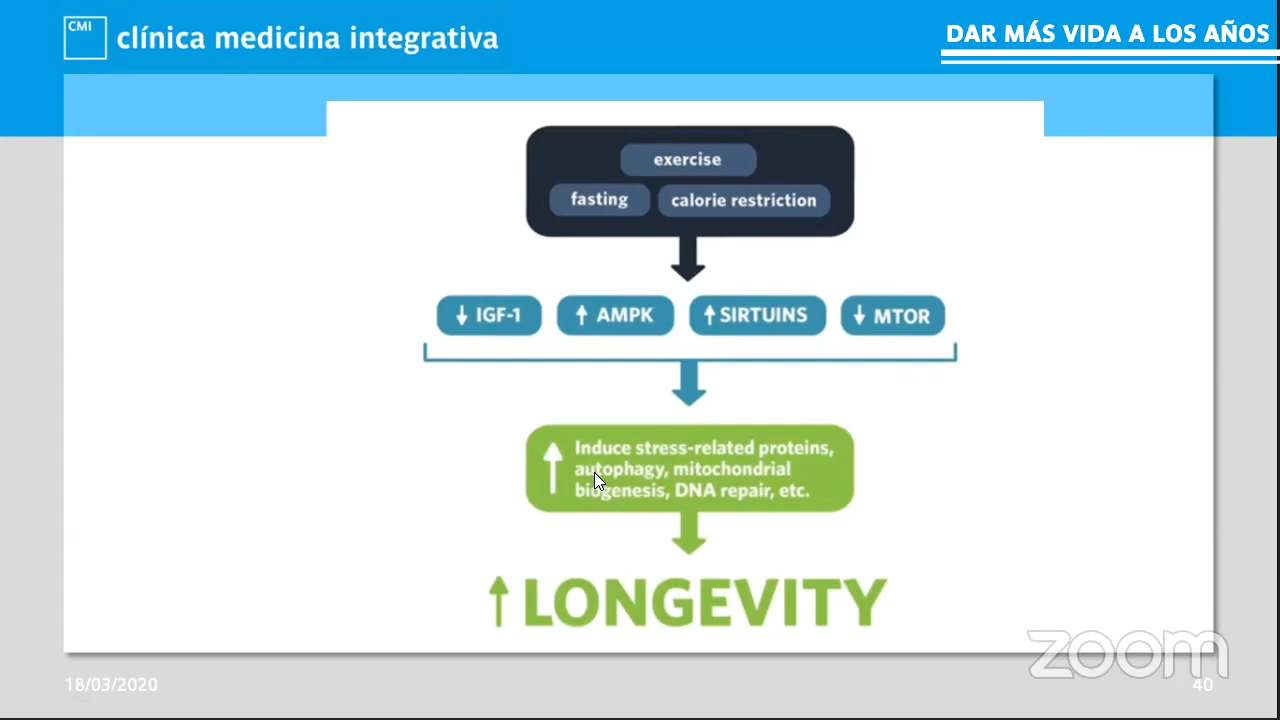 CMI
clínica medicina integrativa
DAR MÁS VIDA A LOS AÑOS
exercise
fasting
calorie restriction
↓ IGF-1
↑ AMPK
↑ SIRTUINS
↓ MTOR
↑ Induce stress-related proteins,
autophagy, mitochondrial
biogenesis, DNA repair, etc.
↑ LONGEVITY
zoom
18/03/2020
40